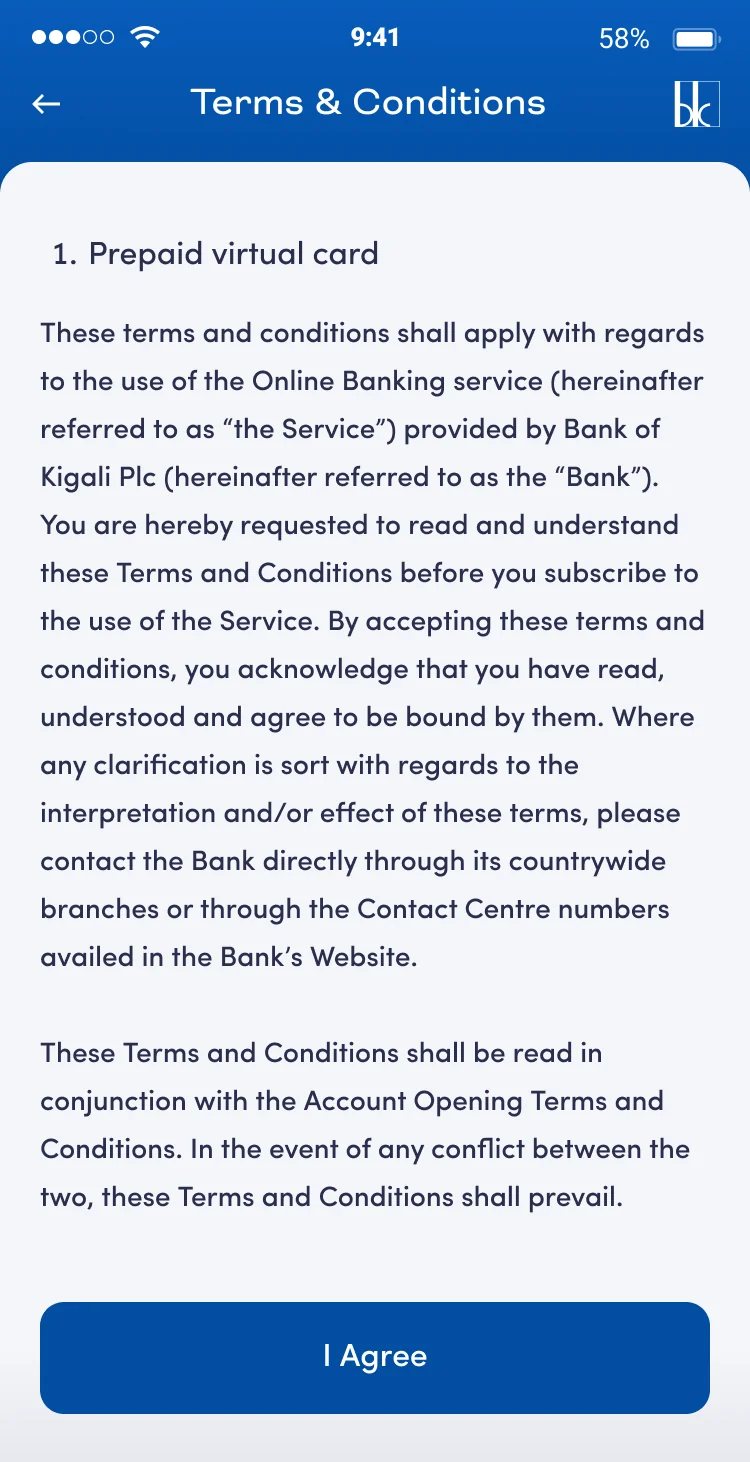 9:41
58%
Terms & Conditions
bk
1. Prepaid virtual card
These terms and conditions shall apply with regards
to the use of the Online Banking service (hereinafter
referred to as “the Service”) provided by Bank of
Kigali Plc (hereinafter referred to as the “Bank”).
You are hereby requested to read and understand
these Terms and Conditions before you subscribe to
the use of the Service. By accepting these terms and
conditions, you acknowledge that you have read,
understood and agree to be bound by them. Where
any clarification is sort with regards to the
interpretation and/or effect of these terms, please
contact the Bank directly through its countrywide
branches or through the Contact Centre numbers
availed in the Bank’s Website.
These Terms and Conditions shall be read in
conjunction with the Account Opening Terms and
Conditions. In the event of any conflict between the
two, these Terms and Conditions shall prevail.
I Agree